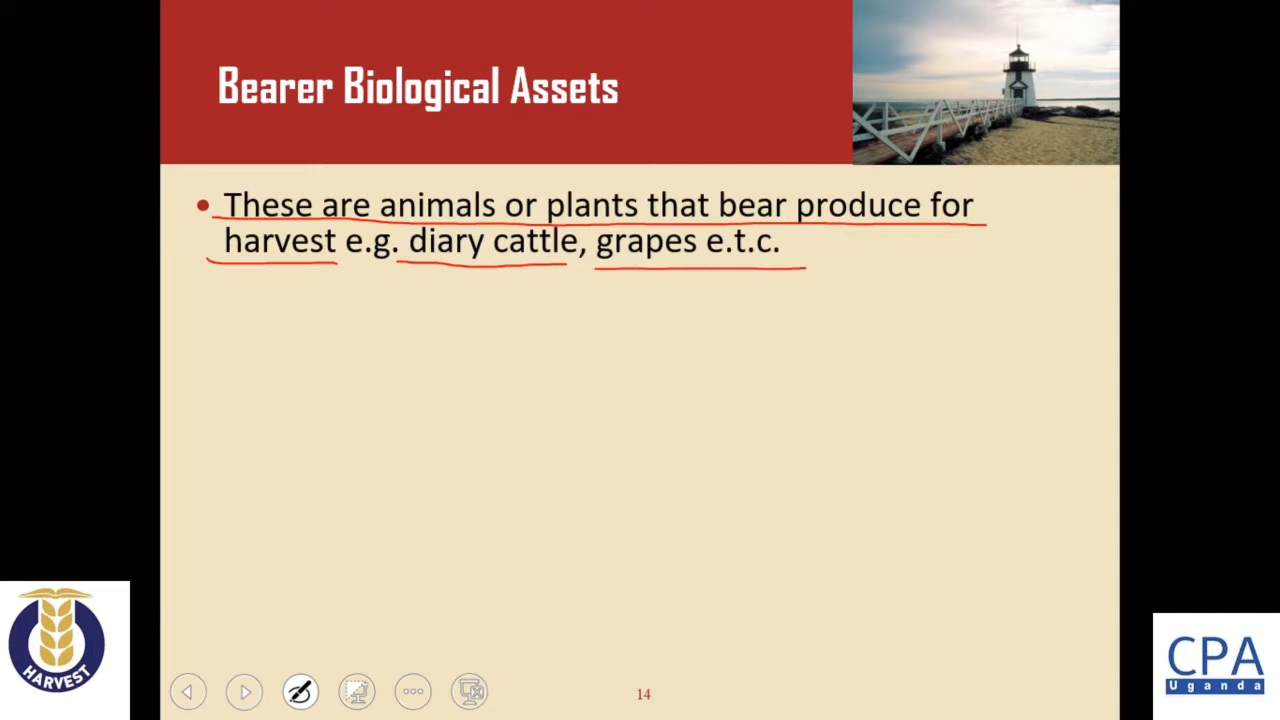 Bearer Biological Assets
• These are animals or plants that bear produce for
harvest e.g. diary cattle, grapes e.t.c.
HARVEST
14
CPA
Uganda